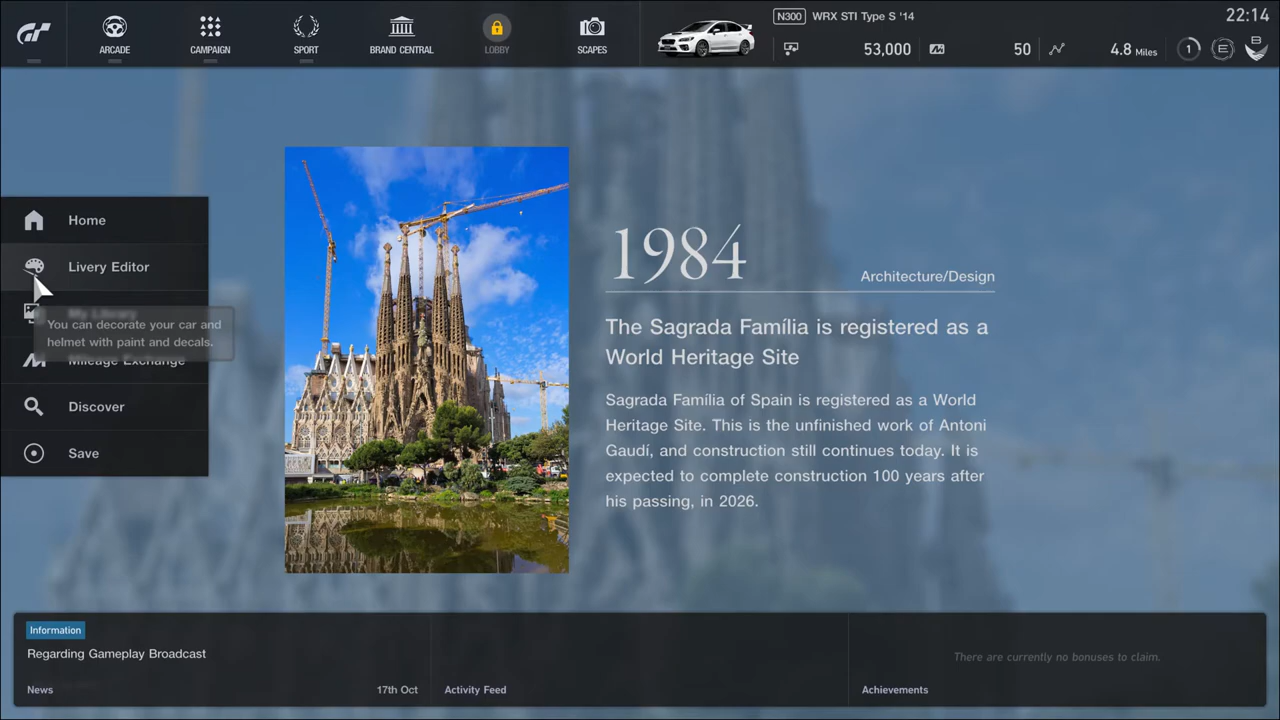 ARCADE
CAMPAIGN
SPORT
BRAND CENTRAL
LOBBY
SCAPES
N300 WRX STI Type S '14
53,000
50
4.8 Miles
1
E
B
22:14
Home
Livery Editor
You can decorate your car and
helmet with paint and decals.
Mileage Exchange
Discover
Save
1984
Architecture/Design
The Sagrada Família is registered as a
World Heritage Site
Sagrada Família of Spain is registered as a World
Heritage Site. This is the unfinished work of Antoni
Gaudí, and construction still continues today. It is
expected to complete construction 100 years after
his passing, in 2026.
Information
Regarding Gameplay Broadcast
News
17th Oct
Activity Feed
There are currently no bonuses to claim.
Achievements